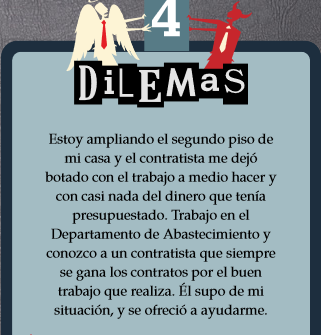 4
DiLEMaS
Estoy ampliando el segundo piso de
mi casa y el contratista me dejó
botado con el trabajo a medio hacer y
con casi nada del dinero que tenía
presupuestado. Trabajo en el
Departamento de Abastecimiento y
conozco a un contratista que siempre
se gana los contratos por el buen
trabajo que realiza. Él supo de mi
situación, y se ofreció a ayudarme.